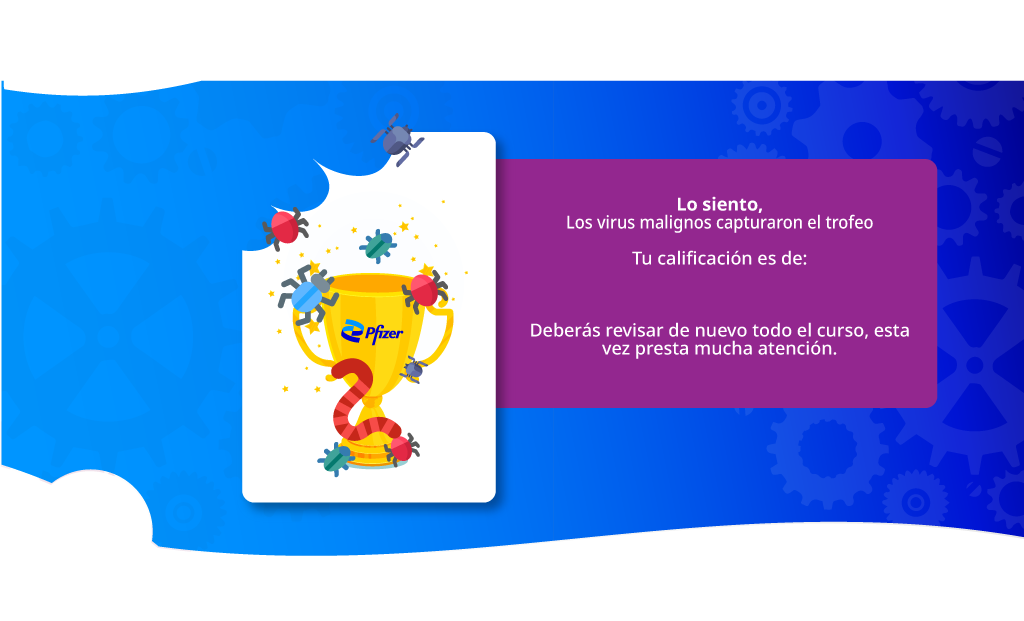 Lo siento,
Los virus malignos capturaron el trofeo
Tu calificación es de:
Deberás revisar de nuevo todo el curso, esta
vez presta mucha atención.
Pfizer